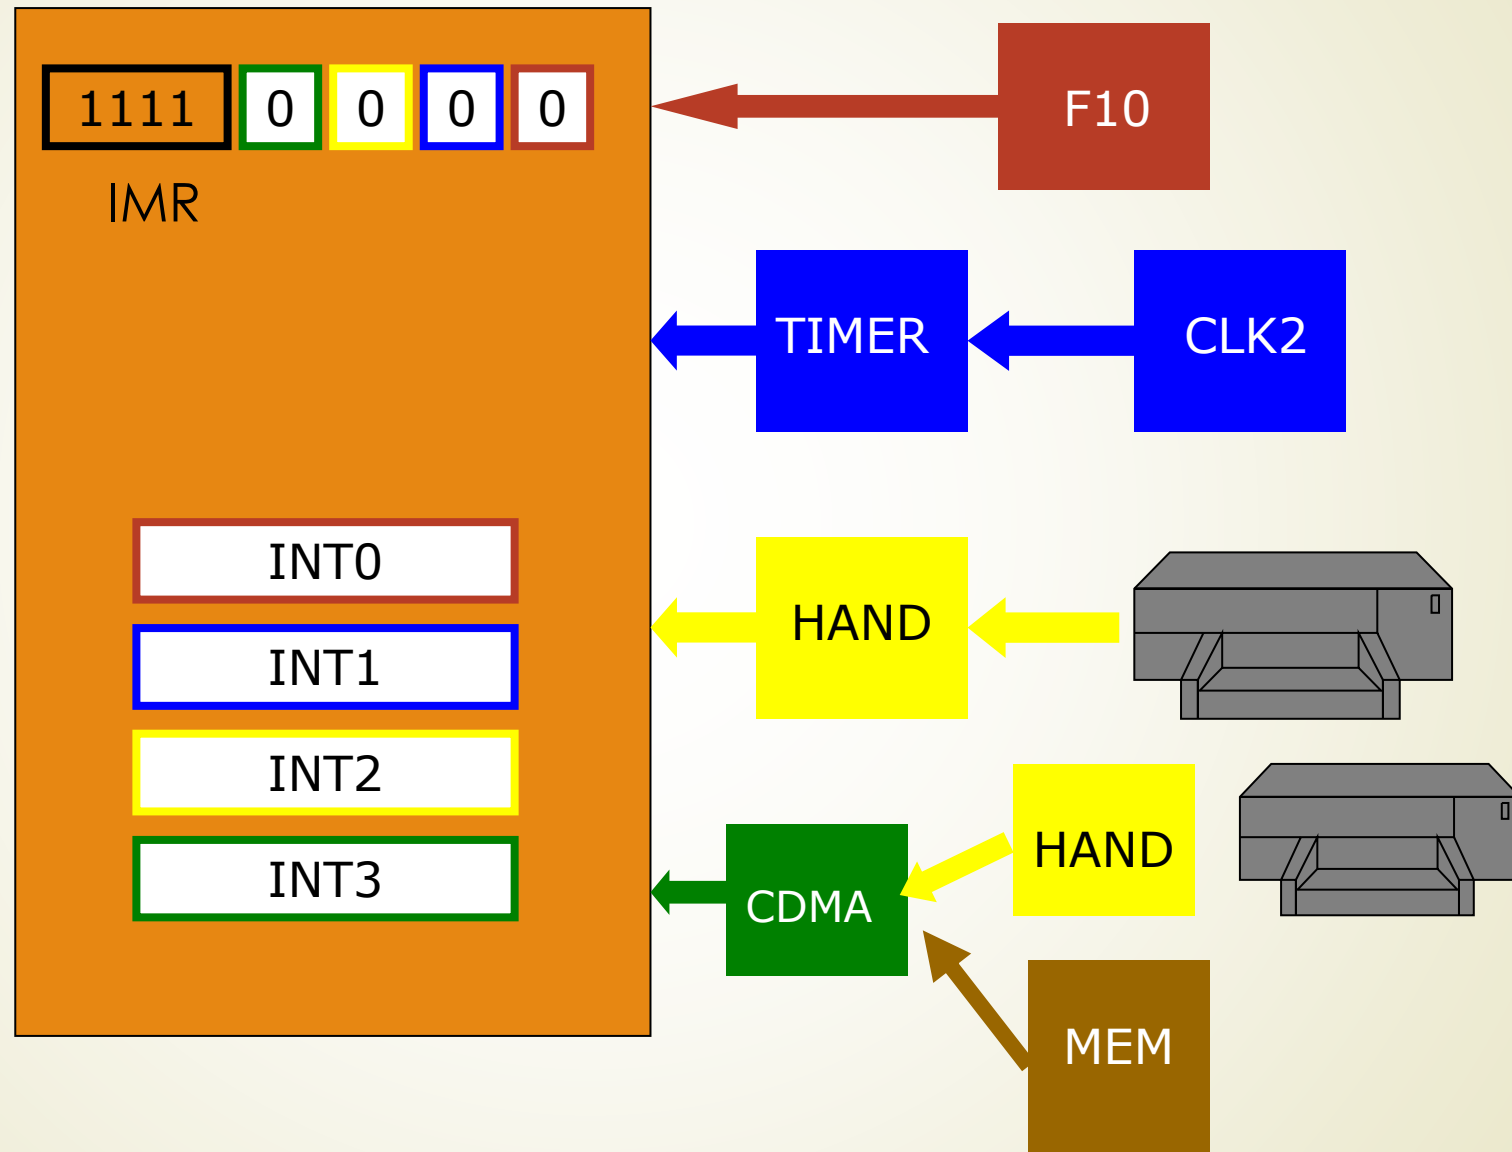 1111 0 0 0 0
IMR
F10
TIMER
CLK2
INT0
INT1
INT2
INT3
HAND
HAND
CDMA
MEM